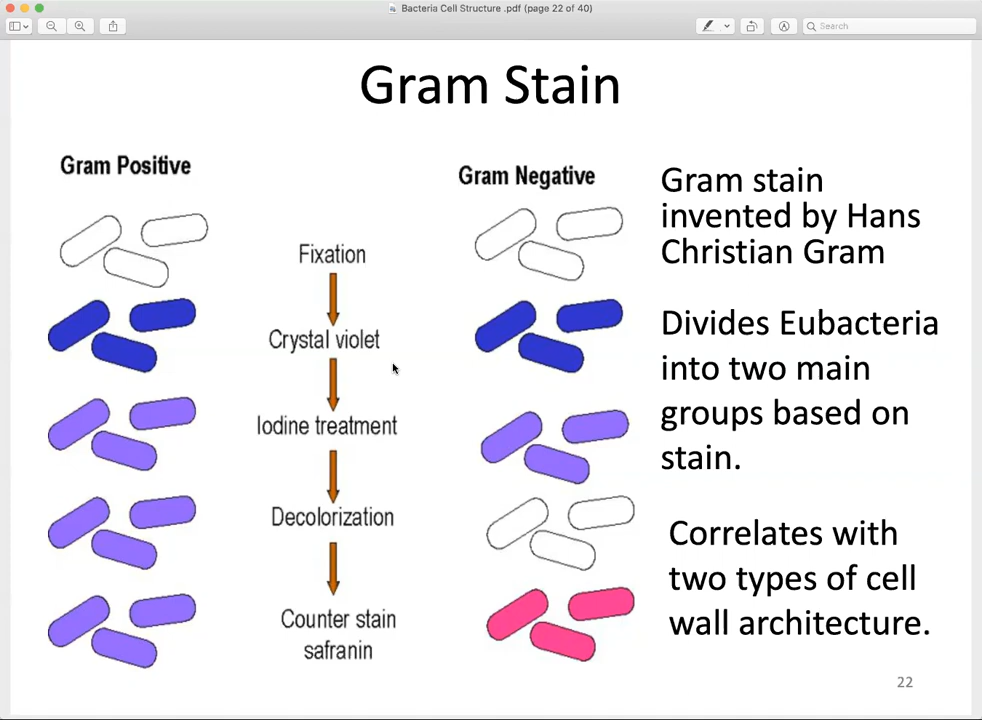 Bacteria Cell Structure .pdf (page 22 of 40)
Search
Gram Stain
Gram Positive
Gram Negative
Fixation
Crystal violet
Iodine treatment
Decolorization
Counter stain
safranin
Gram stain
invented by Hans
Christian Gram
Divides Eubacteria
into two main
groups based on
stain.
Correlates with
two types of cell
wall architecture.
22